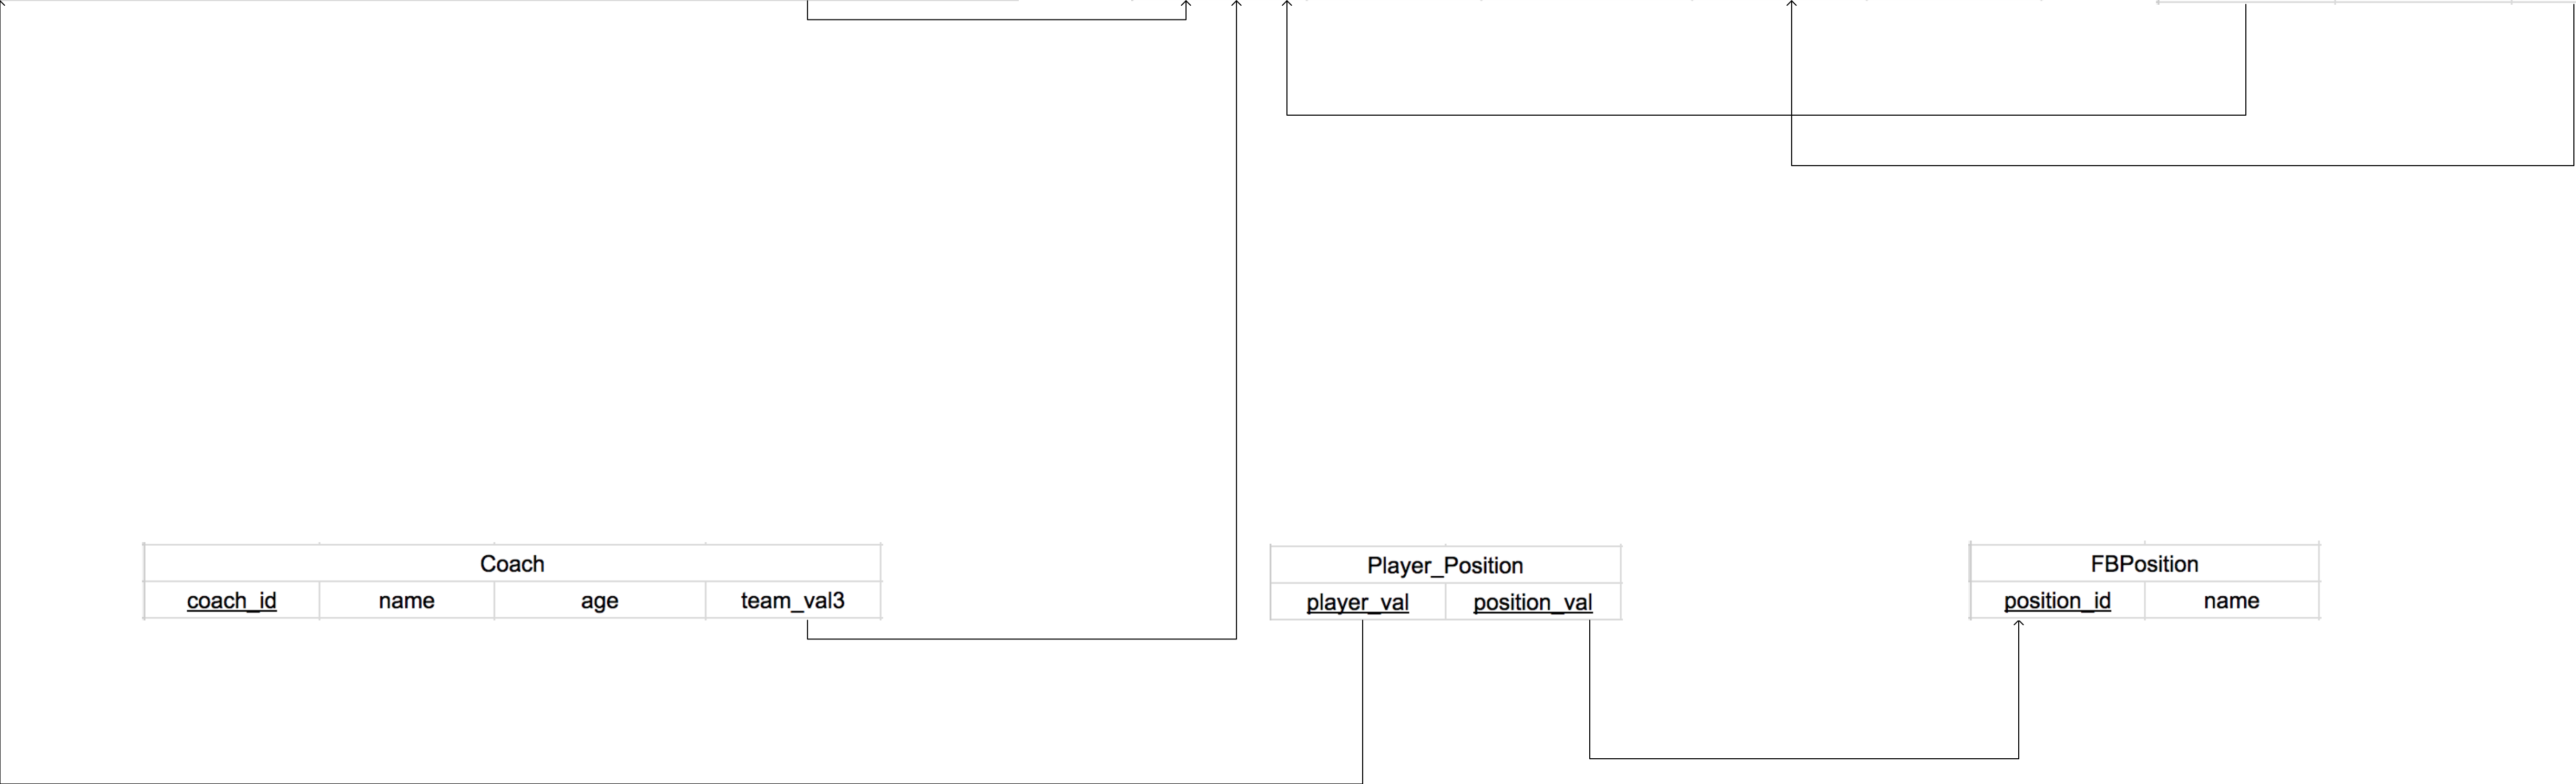 Coach
coach_id name age team_val3
Player_Position
player_val position_val
FBPosition
position_id name